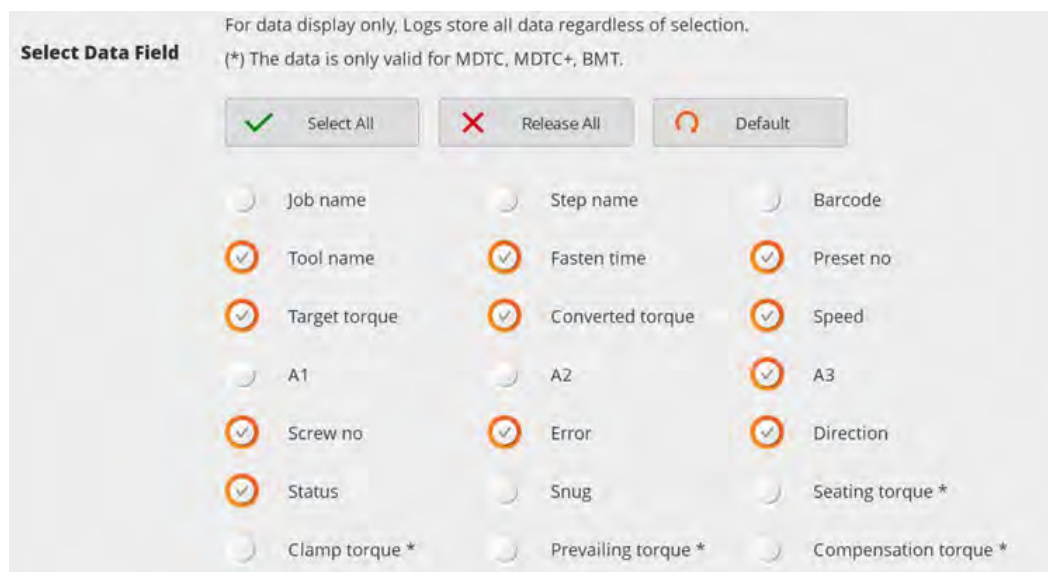 For data display only, Logs store all data regardless of selection.
Select Data Field
(*) The data is only valid for MDTC, MDTC+, BMT.
Select All
Release All
Default
Job name
Step name
Barcode
Tool name
Fasten time
Preset no
Target torque
Converted torque
Speed
A1
A2
A3
Screw no
Error
Direction
Status
Snug
Seating torque *
Clamp torque *
Prevailing torque *
Compensation torque *